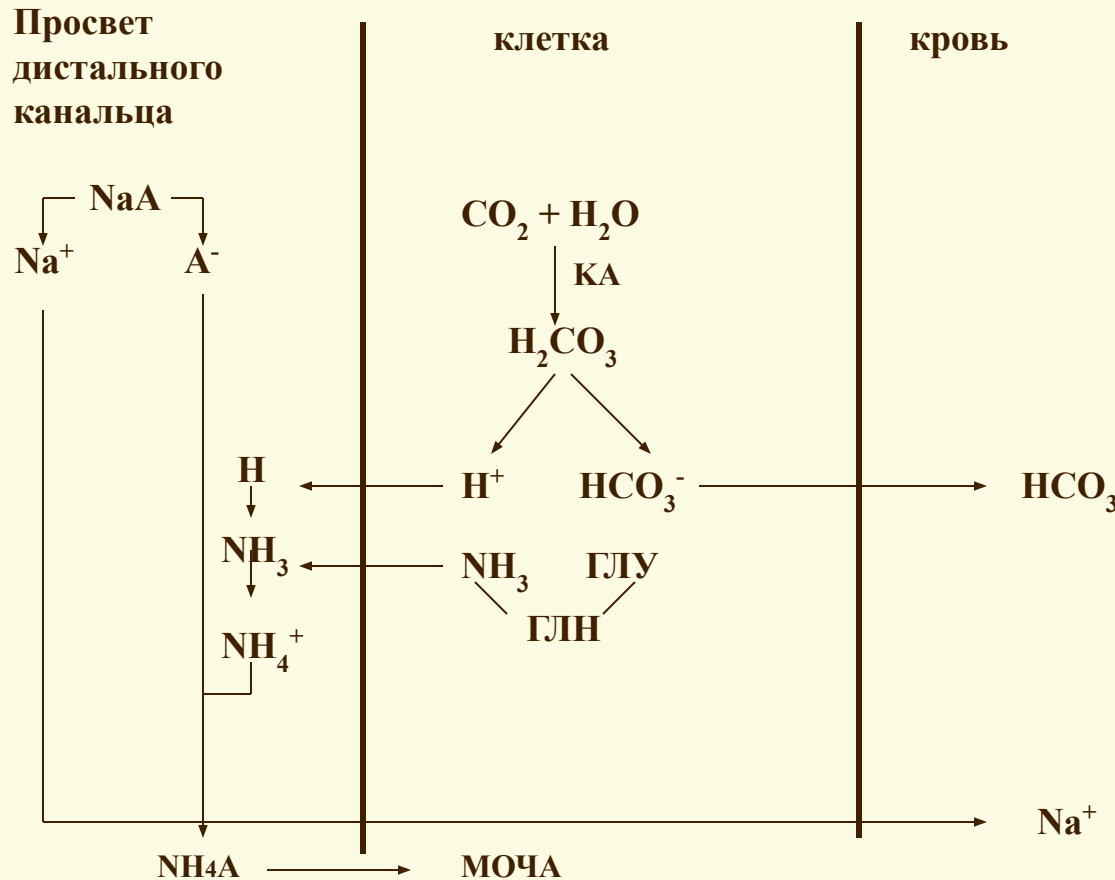 Просвет
дистального
канальца
клетка
кровь
NaA
Na⁺ A⁻
CO₂ + H₂O
КА
H₂CO₃
H H⁺ HCO₃⁻ HCO₃
NH₃ NH₃ ГЛУ
ГЛН
NH₄⁺
Na⁺
NH4A МОЧА